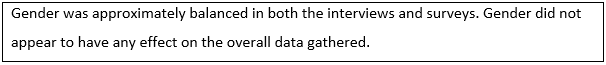 Gender was approximately balanced in both the interviews and surveys. Gender did not
appear to have any effect on the overall data gathered.